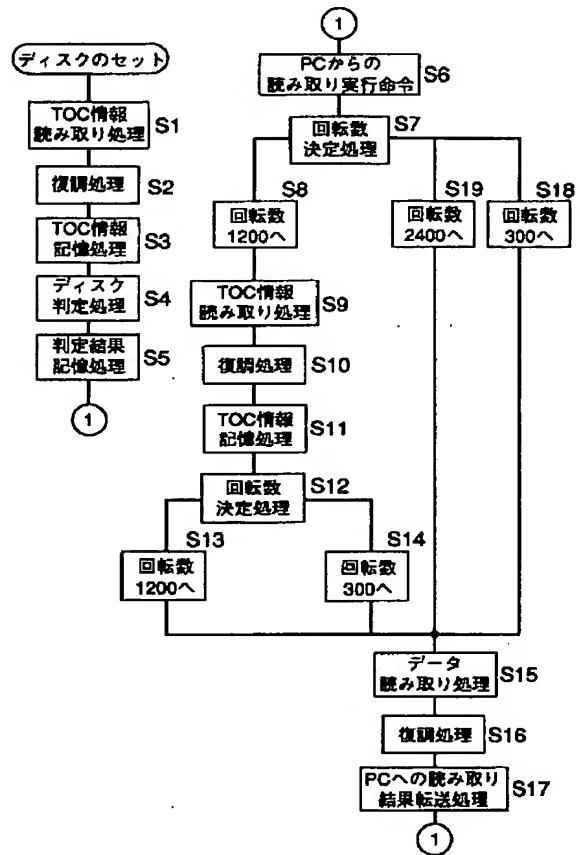 ディスクのセット
TOC情報
読み取り処理
S1
復調処理
S2
TOC情報
記憶処理
S3
ディスク
判定処理
S4
判定結果
記憶処理
S5
1
1
PCからの
読み取り実行命令
S6
回転数
決定処理
S7
S8
回転数
1200へ
S19
回転数
2400へ
S18
回転数
300へ
TOC情報
読み取り処理
S9
復調処理
S10
TOC情報
記憶処理
S11
回転数
決定処理
S12
S13
回転数
1200へ
S14
回転数
300へ
データ
読み取り処理
S15
復調処理
S16
PCへの読み取り
結果転送処理
S17
1